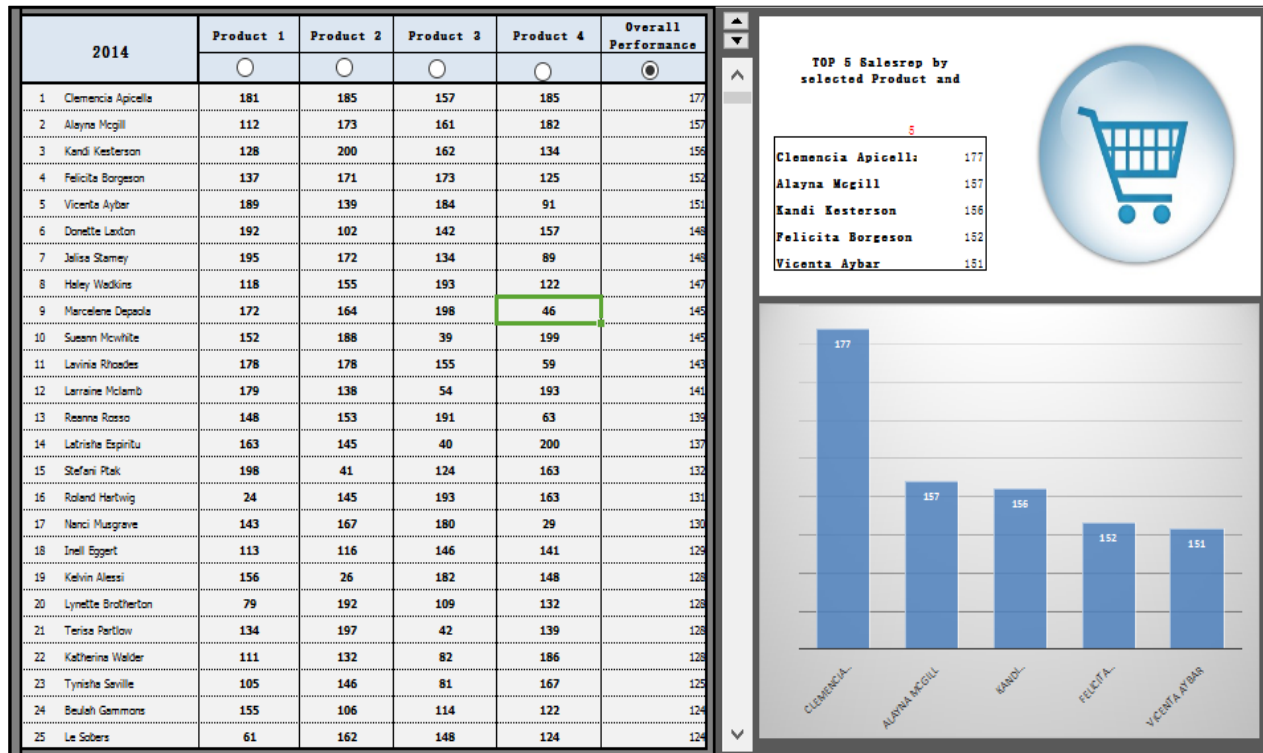 2014 Product 1 Product 2 Product 3 Product 4 Overall Performance
1 Clemencia Apicella 181 185 157 185 177
2 Alayna Mcgill 112 173 161 182 157
3 Kandi Kesterson 128 200 162 134 156
4 Felicita Borgeson 137 171 173 125 152
5 Vicenta Aybar 189 139 184 91 151
6 Donette Laxton 192 102 142 157 148
7 Jalisa Stamey 195 172 134 89 148
8 Haley Wadkins 118 155 193 122 147
9 Marcelene Depaola 172 164 198 46 145
10 Sueann Mcwhite 152 188 39 199 145
11 Lavinia Rhoades 178 178 155 59 143
12 Larraine Mclamb 179 138 54 193 141
13 Reanna Rosso 148 153 191 63 139
14 Latrisha Espiritu 163 145 40 200 137
15 Stefani Ptak 198 41 124 163 132
16 Roland Hartwig 24 145 193 163 131
17 Nanci Musgrave 143 167 180 29 130
18 Inell Eggert 113 116 146 141 129
19 Kelvin Alessi 156 26 182 148 128
20 Lynette Brotherton 79 192 109 132 128
21 Terisa Partlow 134 197 42 139 128
22 Katherina Walder 111 132 82 186 128
23 Tynisha Saville 105 146 81 167 125
24 Beulah Gammons 155 106 114 122 124
25 Le Sobers 61 162 148 124 124
TOP 5 Salesrep by
selected Product and
5
Clemencia Apicella 177
Alayna Mcgill 157
Kandi Kesterson 156
Felicita Borgeson 152
Vicenta Aybar 151
177
157
156
152
151
CLEMENCIA...
ALAYNA MCGILL
KANDI...
FELICITA...
VICENTA AYBAR